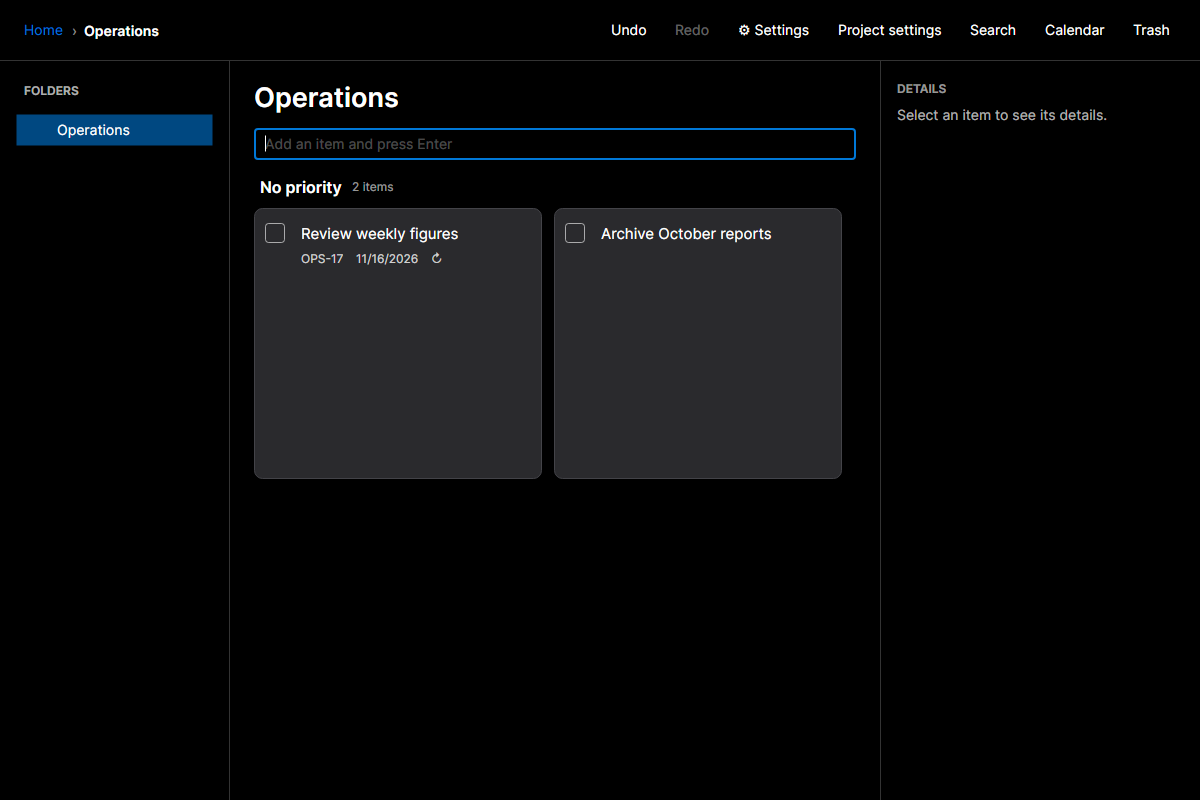 Home › Operations
Undo Redo ⚙ Settings Project settings Search Calendar Trash
FOLDERS
Operations
Operations
Add an item and press Enter
No priority 2 items
Review weekly figures
OPS-17 11/16/2026 ↻
Archive October reports
DETAILS
Select an item to see its details.